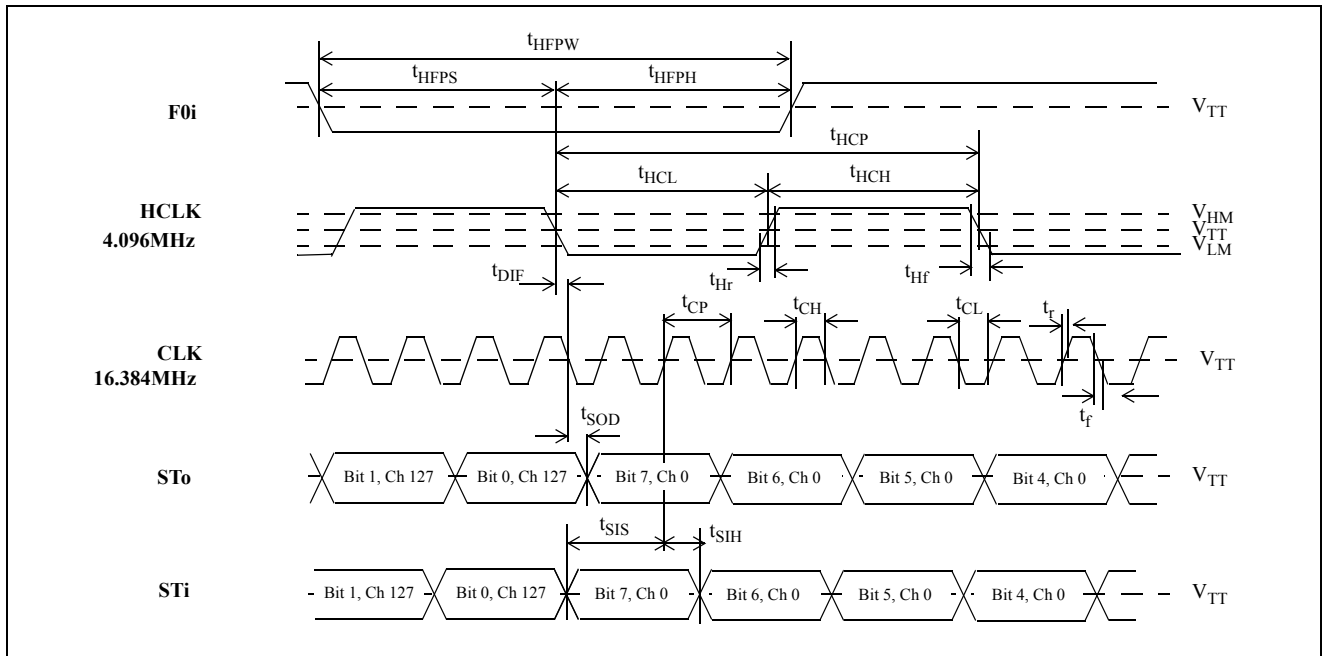 tHFPW
tHFPS tHFPH
F0i VTT
tHCP
tHCL tHCH
HCLK VHM
4.096MHz VTT
VLM
tDIF tHr tHf
tCP tCH tCL tr
CLK VTT
16.384MHz
tf
tSOD
STo Bit 1, Ch 127 Bit 0, Ch 127 Bit 7, Ch 0 Bit 6, Ch 0 Bit 5, Ch 0 Bit 4, Ch 0 VTT
tSIS tSIH
STi Bit 1, Ch 127 Bit 0, Ch 127 Bit 7, Ch 0 Bit 6, Ch 0 Bit 5, Ch 0 Bit 4, Ch 0 VTT